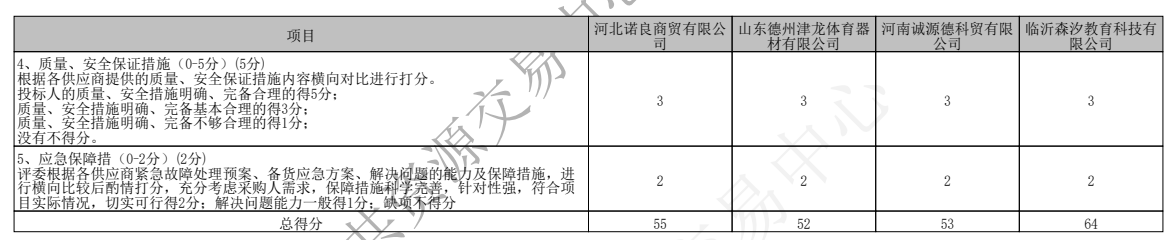 项目
河北诺良商贸有限公
司
山东德州津龙体育器
材有限公司
河南诚源德科贸有限
公司
临沂森汐教育科技有
限公司
4、质量、安全保证措施（0-5分）(5分)
根据各供应商提供的质量、安全保证措施内容横向对比进行打分。
投标人的质量、安全措施明确、完备合理的得5分；
质量、安全措施明确、完备基本合理的得3分；
质量、安全措施明确、完备不够合理的得1分；
没有不得分。
3
3
3
3
5、应急保障措（0-2分）(2分)
评委根据各供应商紧急故障处理预案、备货应急方案、解决问题的能力及保障措施，进
行横向比较后酌情打分，充分考虑采购人需求，保障措施科学完善，针对性强，符合项
目实际情况，切实可行得2分；解决问题能力一般得1分；缺项不得分
2
2
2
2
总得分
55
52
53
64
共资源交易中心
易中心